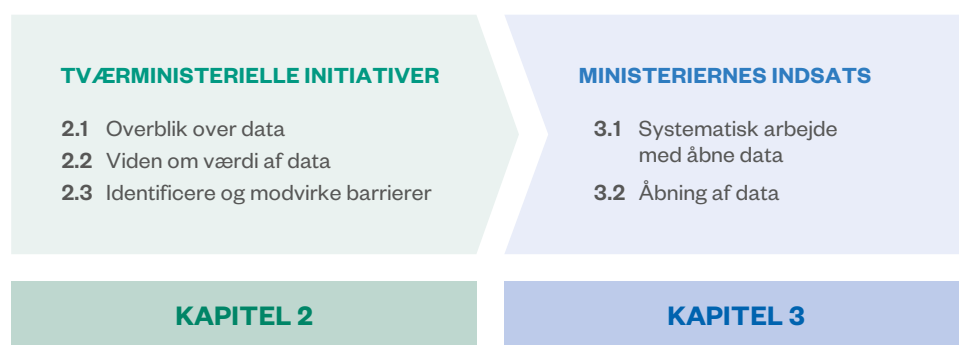 TVÆRMINISTERIELLE INITIATIVER
2.1 Overblik over data
2.2 Viden om værdi af data
2.3 Identificere og modvirke barrierer
KAPITEL 2
MINISTERIERNES INDSATS
3.1 Systematisk arbejde
med åbne data
3.2 Åbning af data
KAPITEL 3